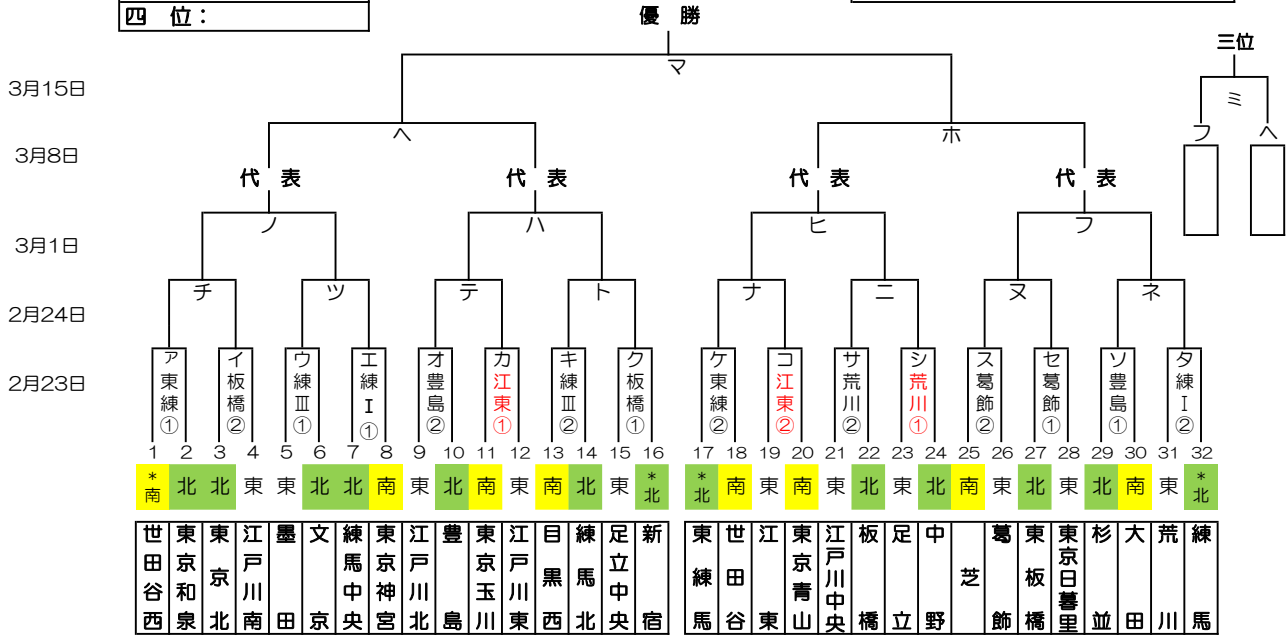 四 位：
優 勝
三位
マ
3月15日
ミ
ヘ
ホ
フ
ヘ
3月8日
代 表
代 表
代 表
代 表
ノ
ハ
ヒ
フ
3月1日
チ
ツ
テ
ト
ナ
ニ
ヌ
ネ
2月24日
2月23日
ア東練①
イ板橋②
ウ練Ⅲ①
エ練Ⅰ①
オ豊島②
カ江東①
キ練Ⅲ②
ク板橋①
ケ東練②
コ江東②
サ荒川②
シ荒川①
ス葛飾②
セ葛飾①
ソ豊島①
タ練Ⅰ②
1 2 3 4 5 6 7 8 9 10 11 12 13 14 15 16 17 18 19 20 21 22 23 24 25 26 27 28 29 30 31 32
*南 北 北 東 東 北 北 南 東 北 南 東 南 北 東 *北 *北 南 東 南 東 北 東 北 南 東 北 東 北 南 東 *北
世田谷西
東京和泉
東京北
江戸川南
墨田
文京
練馬中央
東京神宮
江戸川北
豊島
東京玉川
江戸川東
目黒西
練馬北
足立中央
新宿
東練馬
世田谷
江東
東京青山
江戸川中央
板橋
足立
中野
芝
葛飾
東板橋
東京日暮里
杉並
大田
荒川
練馬